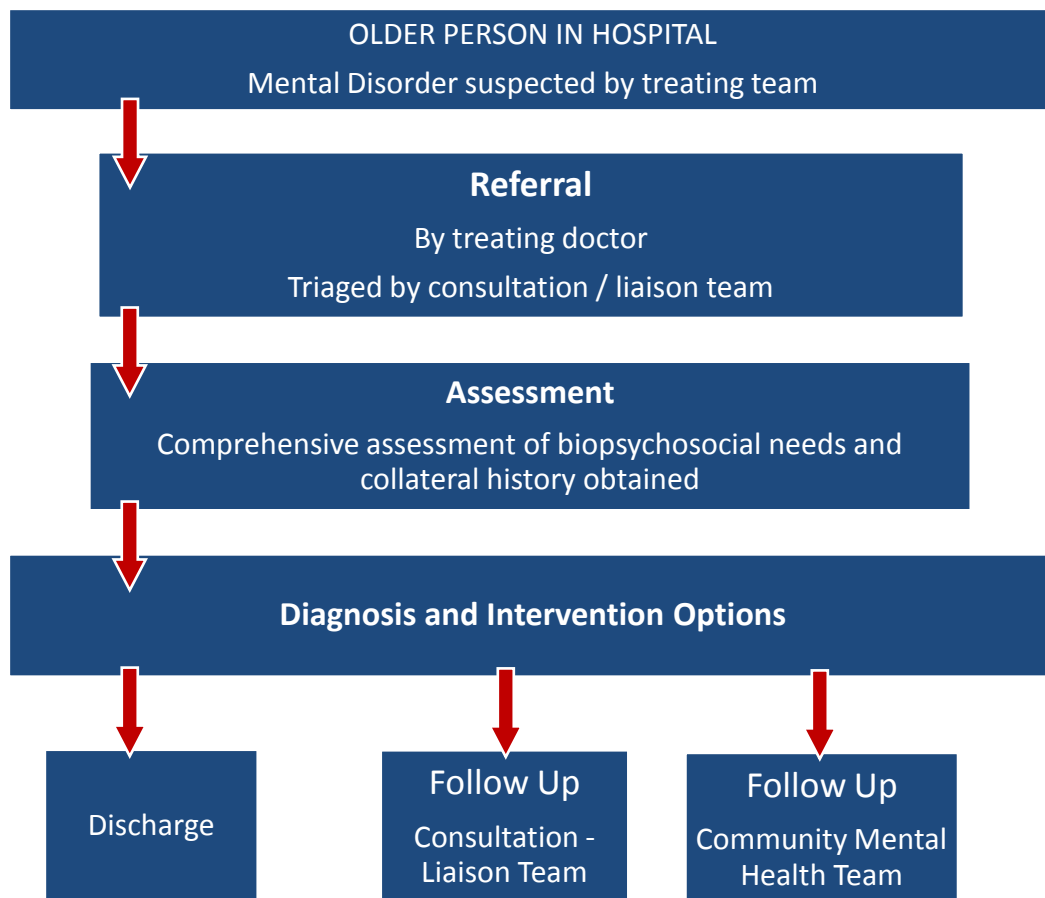 OLDER PERSON IN HOSPITAL
Mental Disorder suspected by treating team
Referral
By treating doctor
Triaged by consultation / liaison team
Assessment
Comprehensive assessment of biopsychosocial needs and
collateral history obtained
Diagnosis and Intervention Options
Discharge
Follow Up
Consultation -
Liaison Team
Follow Up
Community Mental
Health Team